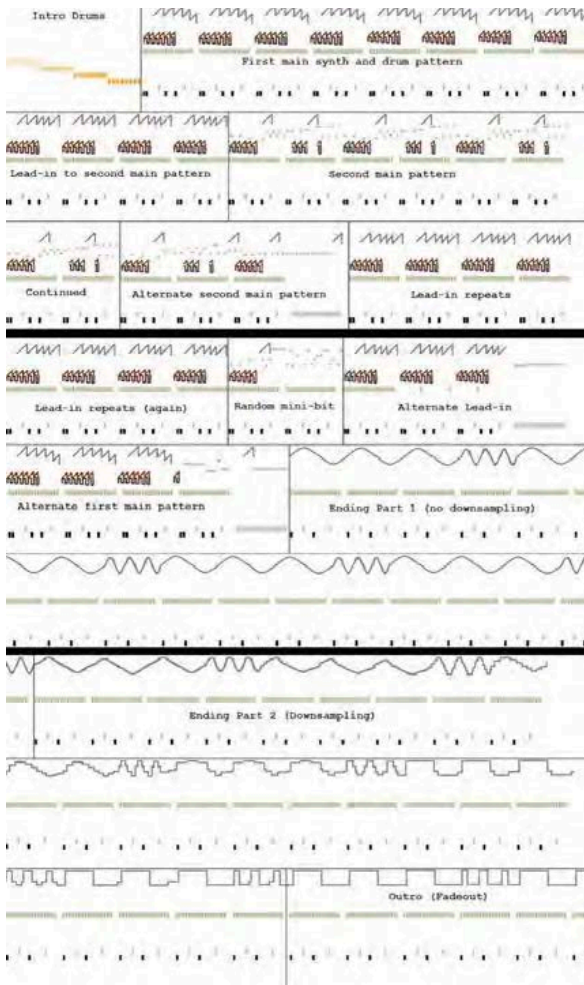 Intro Drums
First main synth and drum pattern
Lead-in to second main pattern
Second main pattern
Continued
Alternate second main pattern
Lead-in repeats
Lead-in repeats (again)
Random mini-bit
Alternate Lead-in
Alternate first main pattern
Ending Part 1 (no downsampling)
Ending Part 2 (Downsampling)
Outro (Fadeout)